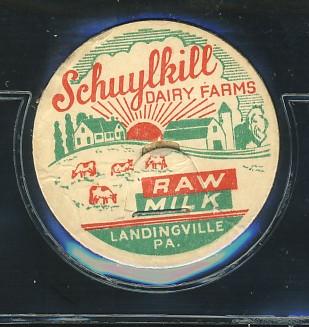 Schuylkill
DAIRY FARMS
RAW
MILK
LANDINGVILLE
PA.